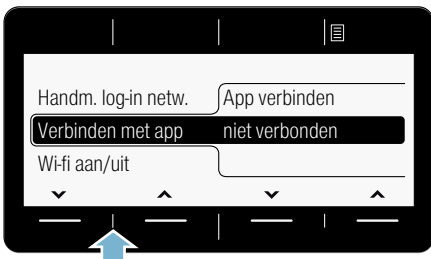 Handm. log-in netw.
App verbinden
Verbinden met app
niet verbonden
Wi-fi aan/uit